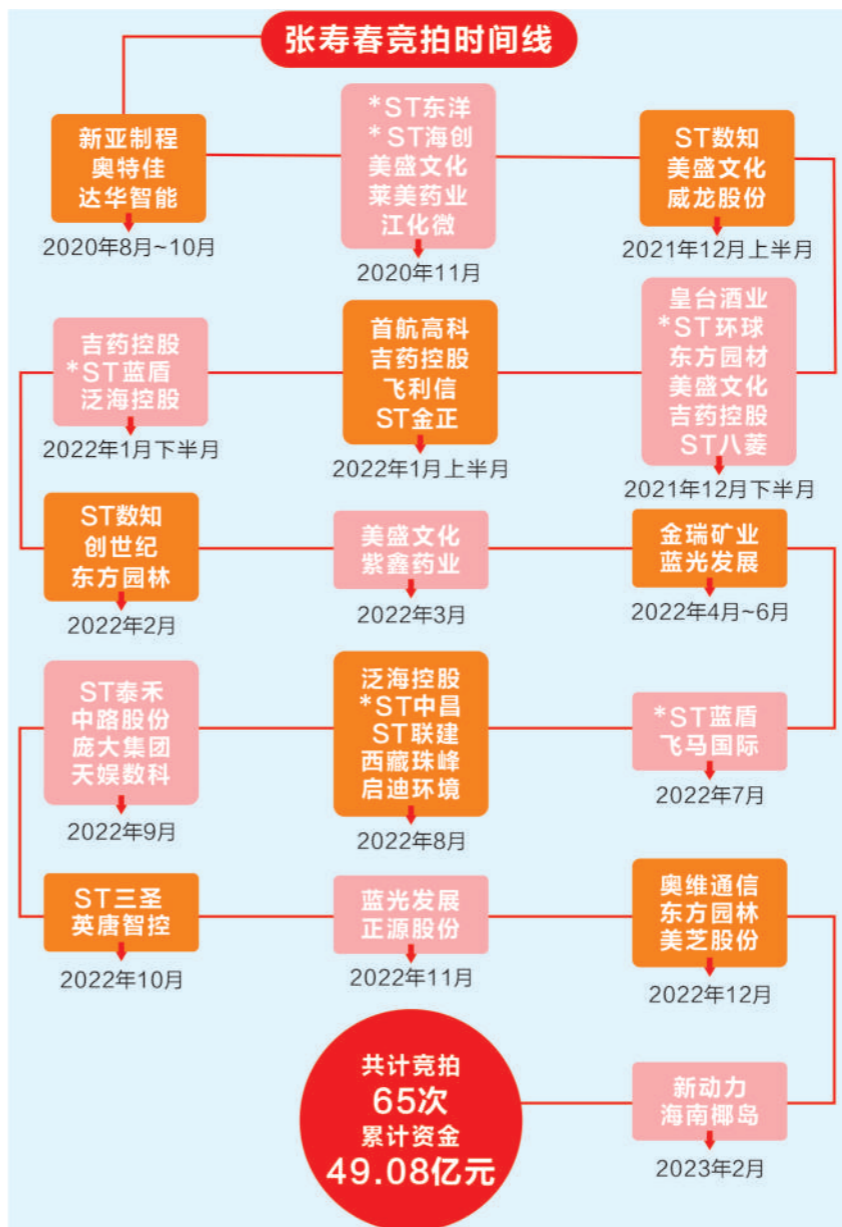 张寿春竞拍时间线
新亚制程
奥特佳
达华智能
2020年8月~10月
*ST东洋
*ST海创
美盛文化
莱美药业
江化微
2020年11月
ST数知
美盛文化
威龙股份
2021年12月上半月
皇台酒业
*ST环球
东方园材
美盛文化
吉药控股
ST八菱
2021年12月下半月
首航高科
吉药控股
飞利信
ST金正
2022年1月上半月
吉药控股
*ST蓝盾
泛海控股
2022年1月下半月
ST数知
创世纪
东方园林
2022年2月
美盛文化
紫鑫药业
2022年3月
金瑞矿业
蓝光发展
2022年4月~6月
*ST蓝盾
飞马国际
2022年7月
泛海控股
*ST中昌
ST联建
西藏珠峰
启迪环境
2022年8月
ST泰禾
中路股份
庞大集团
天娱数科
2022年9月
ST三圣
英唐智控
2022年10月
蓝光发展
正源股份
2022年11月
奥维通信
东方园林
美芝股份
2022年12月
新动力
海南椰岛
2023年2月
共计竞拍
65次
累计资金
49.08亿元